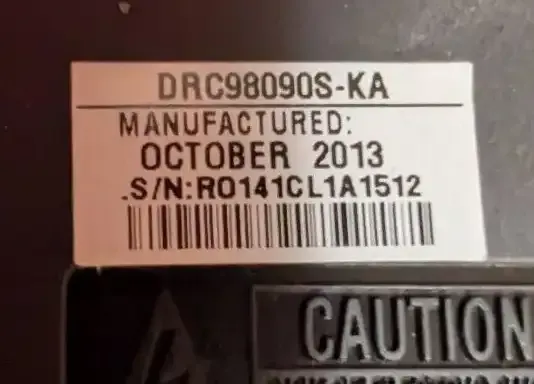 DRC98090S-KA
MANUFACTURED:
OCTOBER 2013
.S/N:RO141CL1A1512
CAUTION